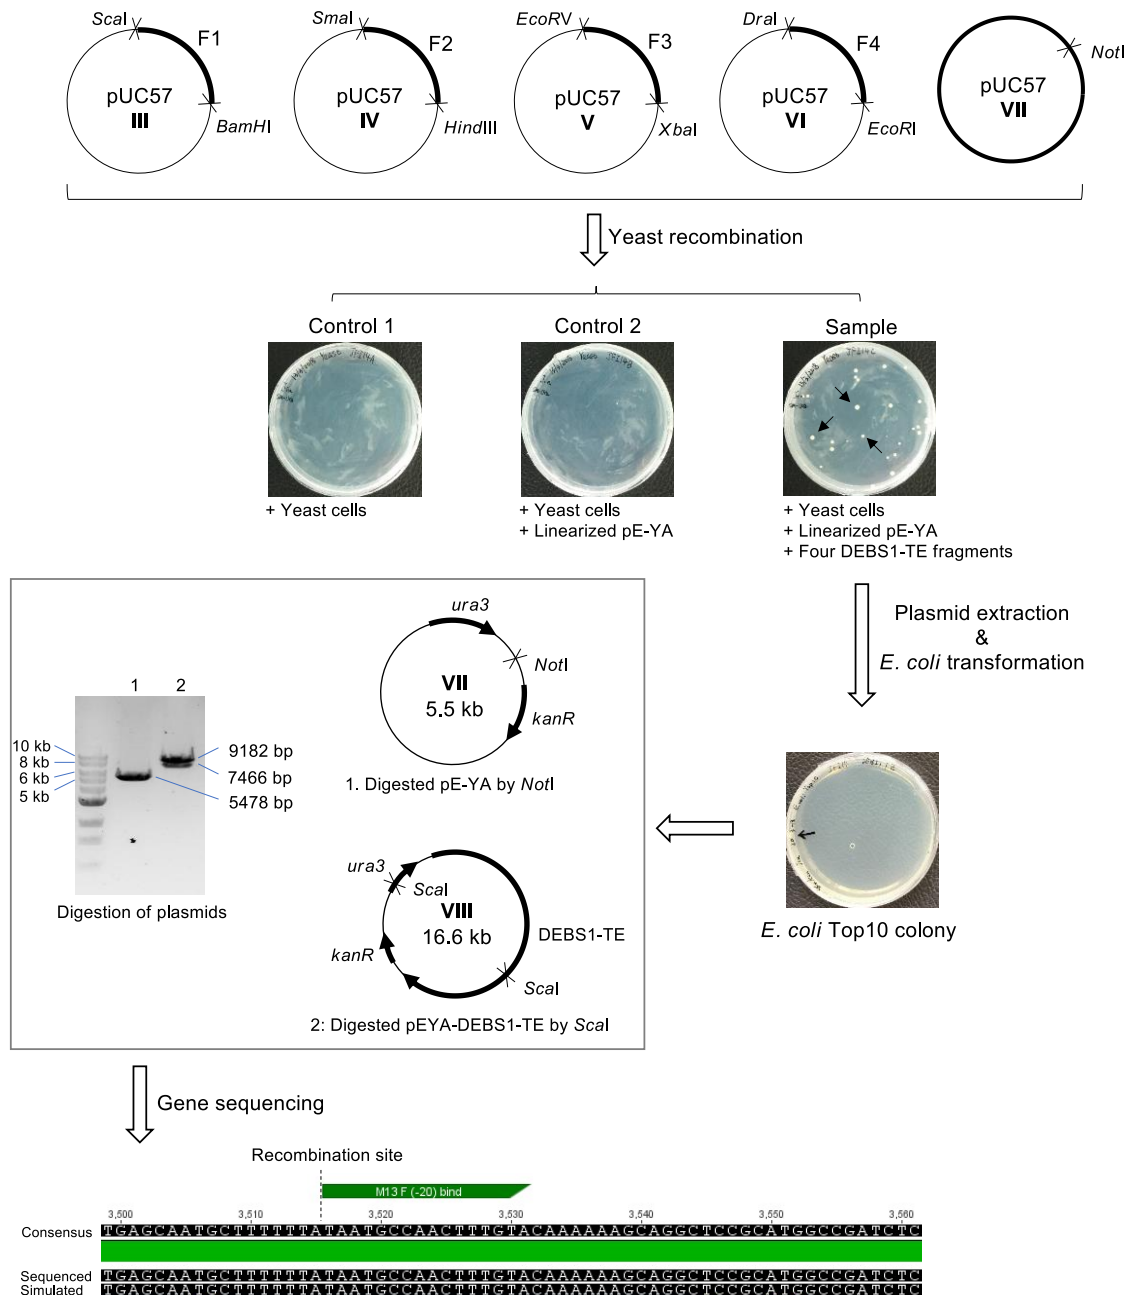 ScaI
F1
pUC57
III
BamHI
SmaI
F2
pUC57
IV
HindIII
EcoRV
F3
pUC57
V
XbaI
DraI
F4
pUC57
VI
EcoRI
NotI
pUC57
VII
Yeast recombination
Control 1
Control 2
Sample
+ Yeast cells
+ Yeast cells
+ Linearized pE-YA
+ Yeast cells
+ Linearized pE-YA
+ Four DEBS1-TE fragments
Plasmid extraction
&
E. coli transformation
1 2
10 kb
8 kb
6 kb
5 kb
9182 bp
7466 bp
5478 bp
Digestion of plasmids
ura3
NotI
VII
5.5 kb
kanR
1. Digested pE-YA by NotI
ura3
ScaI
VIII
16.6 kb
DEBS1-TE
kanR
ScaI
2: Digested pEYA-DEBS1-TE by ScaI
E. coli Top10 colony
Gene sequencing
Recombination site
M13 F (-20) bind
3,500 3,510 3,520 3,530 3,540 3,550 3,560
Consensus TGAGCAATGCTTTTTTATAATGCCAACTTTGTACAAAAAAGCAGGCTCCGCATGGCCGATCTC
Sequenced TGAGCAATGCTTTTTTATAATGCCAACTTTGTACAAAAAAGCAGGCTCCGCATGGCCGATCTC
Simulated TGAGCAATGCTTTTTTATAATGCCAACTTTGTACAAAAAAGCAGGCTCCGCATGGCCGATCTC